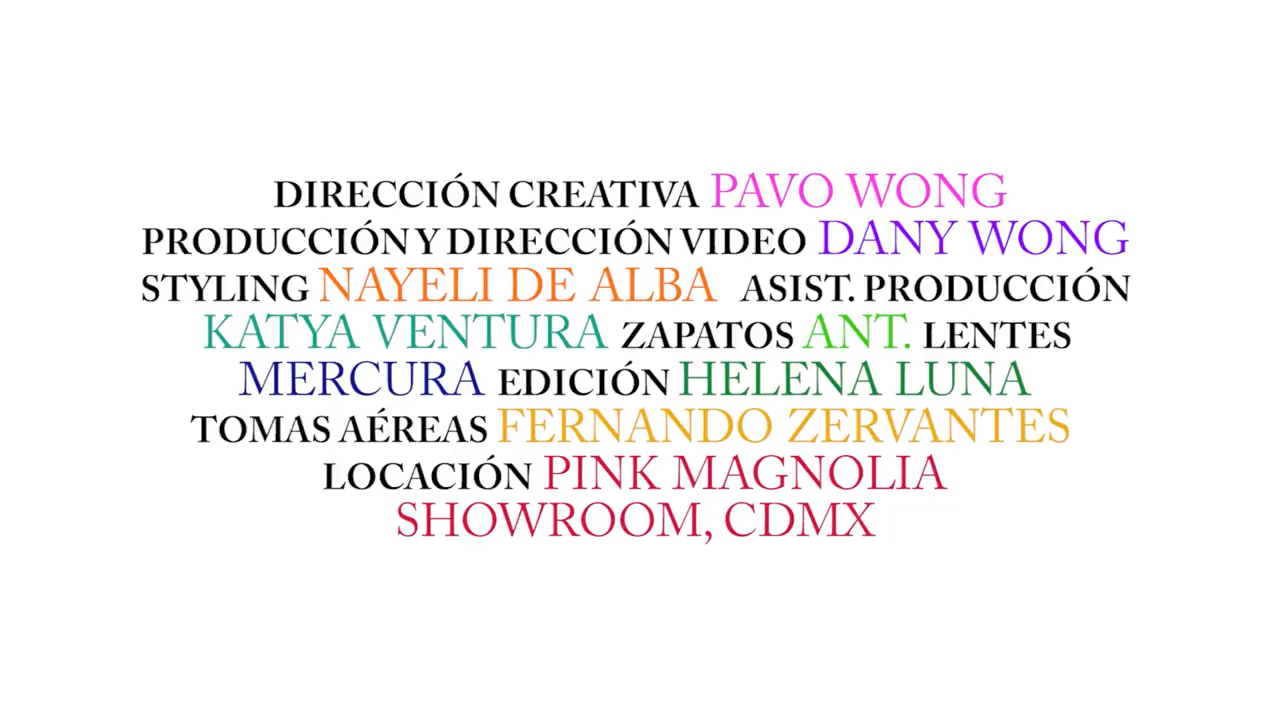 DIRECCIÓN CREATIVA PAVO WONG
PRODUCCIÓN Y DIRECCIÓN VIDEO DANY WONG
STYLING NAYELI DE ALBA ASIST. PRODUCCIÓN
KATYA VENTURA ZAPATOS ANT. LENTES
MERCURA EDICIÓN HELENA LUNA
TOMAS AÉREAS FERNANDO ZERVANTES
LOCACIÓN PINK MAGNOLIA
SHOWROOM, CDMX